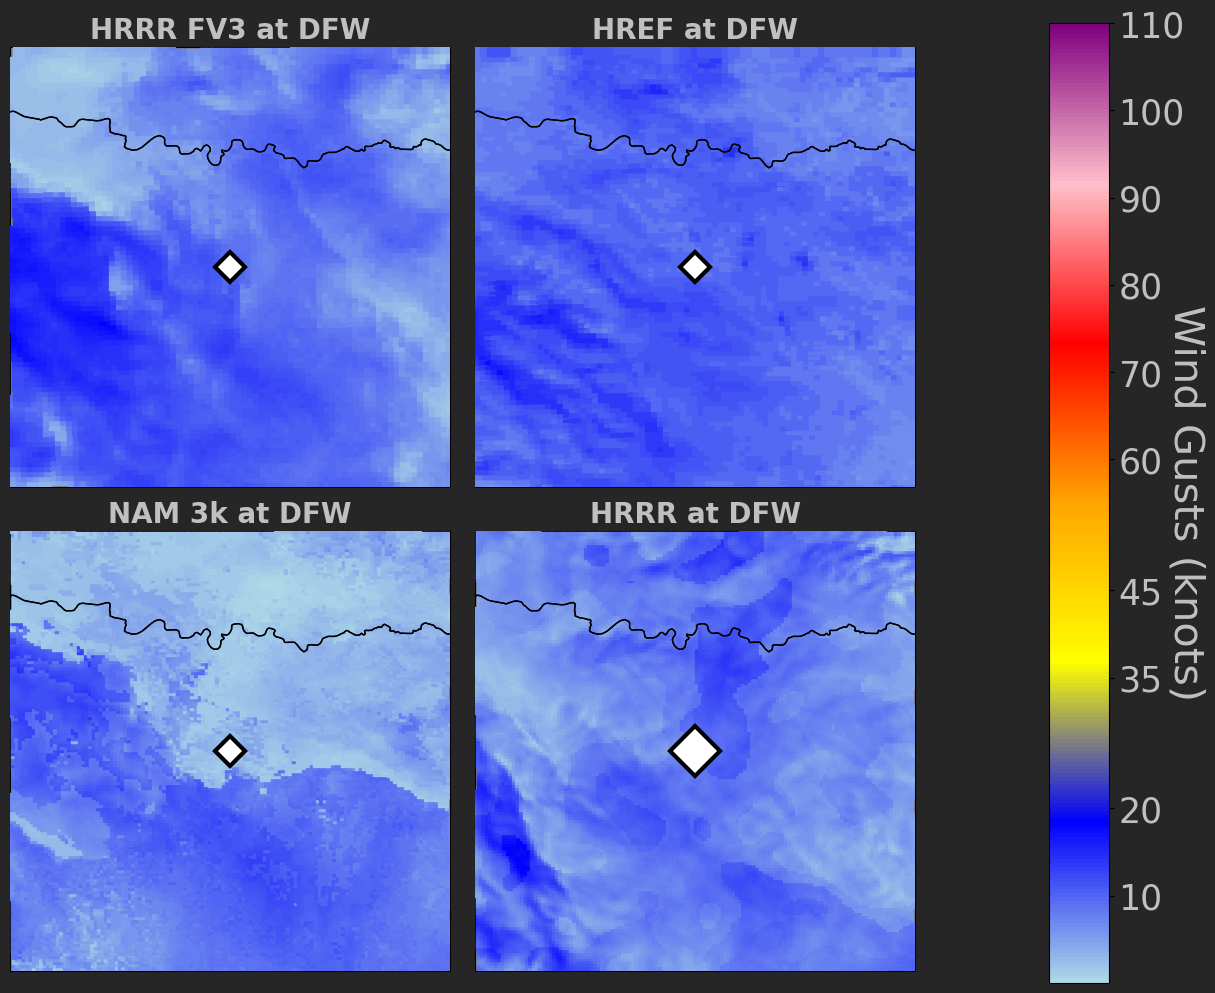 HRRR FV3 at DFW
HREF at DFW
NAM 3k at DFW
HRRR at DFW
110
100
90
80
70
60
45
35
20
10
Wind Gusts (knots)